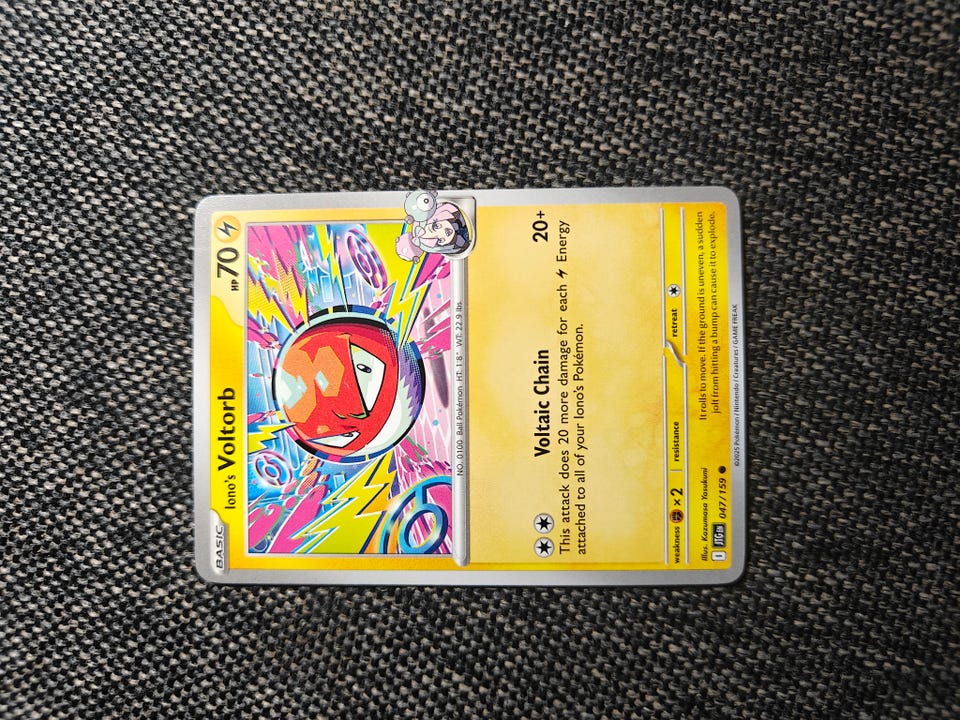 BASIC
Iono's Voltorb
HP 70
NO. 0100 Ball Pokémon HT: 1'8" WT: 22.9 lbs.
Voltaic Chain 20+
This attack does 20 more damage for each Energy
attached to all of your Iono's Pokémon.
weakness ×2 resistance retreat
Illus. Kazumasa Yasukuni
I JTG EN 047/159
It rolls to move. If the ground is uneven, a sudden
jolt from hitting a bump can cause it to explode.
©2025 Pokémon / Nintendo / Creatures / GAME FREAK